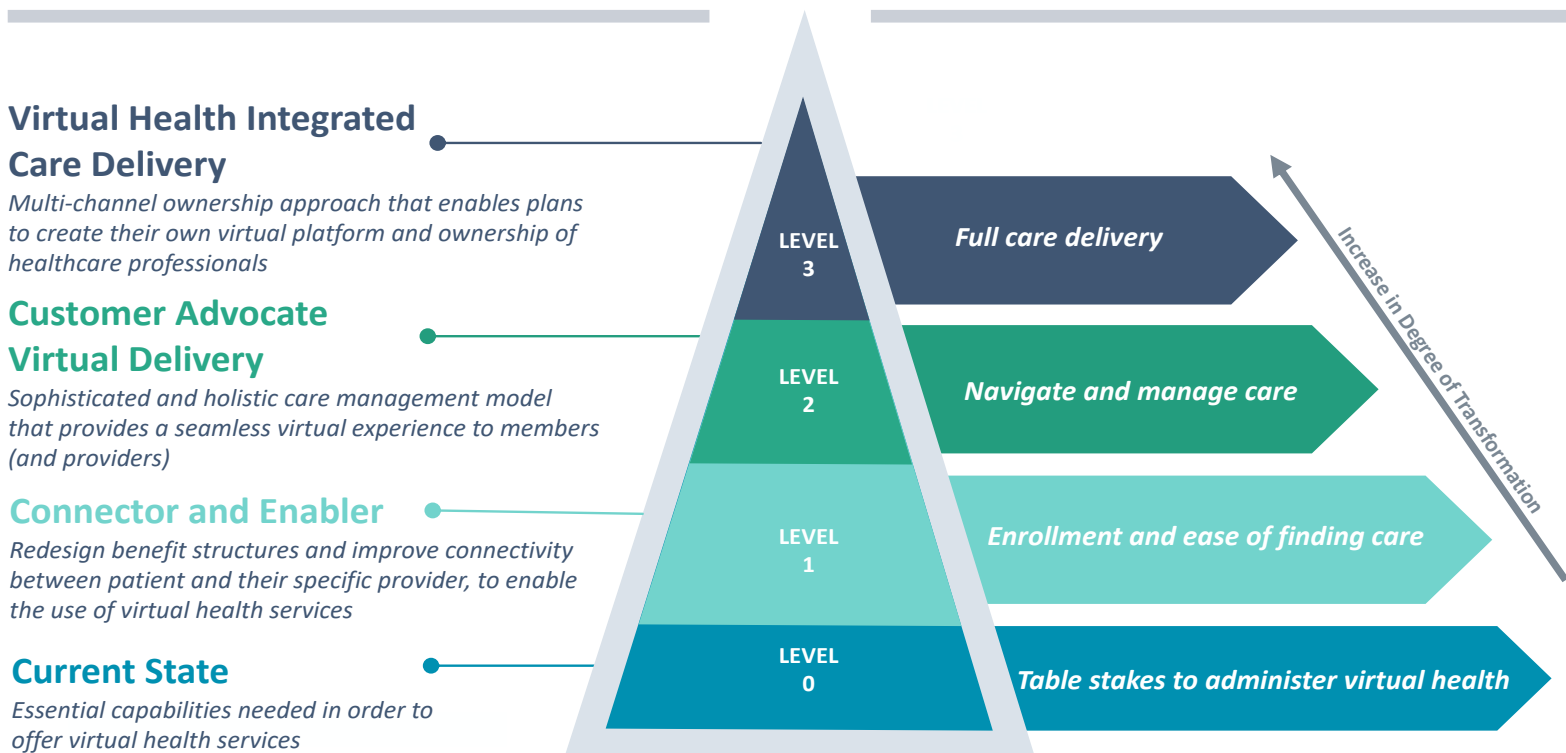 Virtual Health Integrated
Care Delivery
Multi-channel ownership approach that enables plans
to create their own virtual platform and ownership of
healthcare professionals
LEVEL
3
Full care delivery
Customer Advocate
Virtual Delivery
Sophisticated and holistic care management model
that provides a seamless virtual experience to members
(and providers)
LEVEL
2
Navigate and manage care
Connector and Enabler
Redesign benefit structures and improve connectivity
between patient and their specific provider, to enable
the use of virtual health services
LEVEL
1
Enrollment and ease of finding care
Current State
Essential capabilities needed in order to
offer virtual health services
LEVEL
0
Table stakes to administer virtual health
Increase in Degree of Transformation